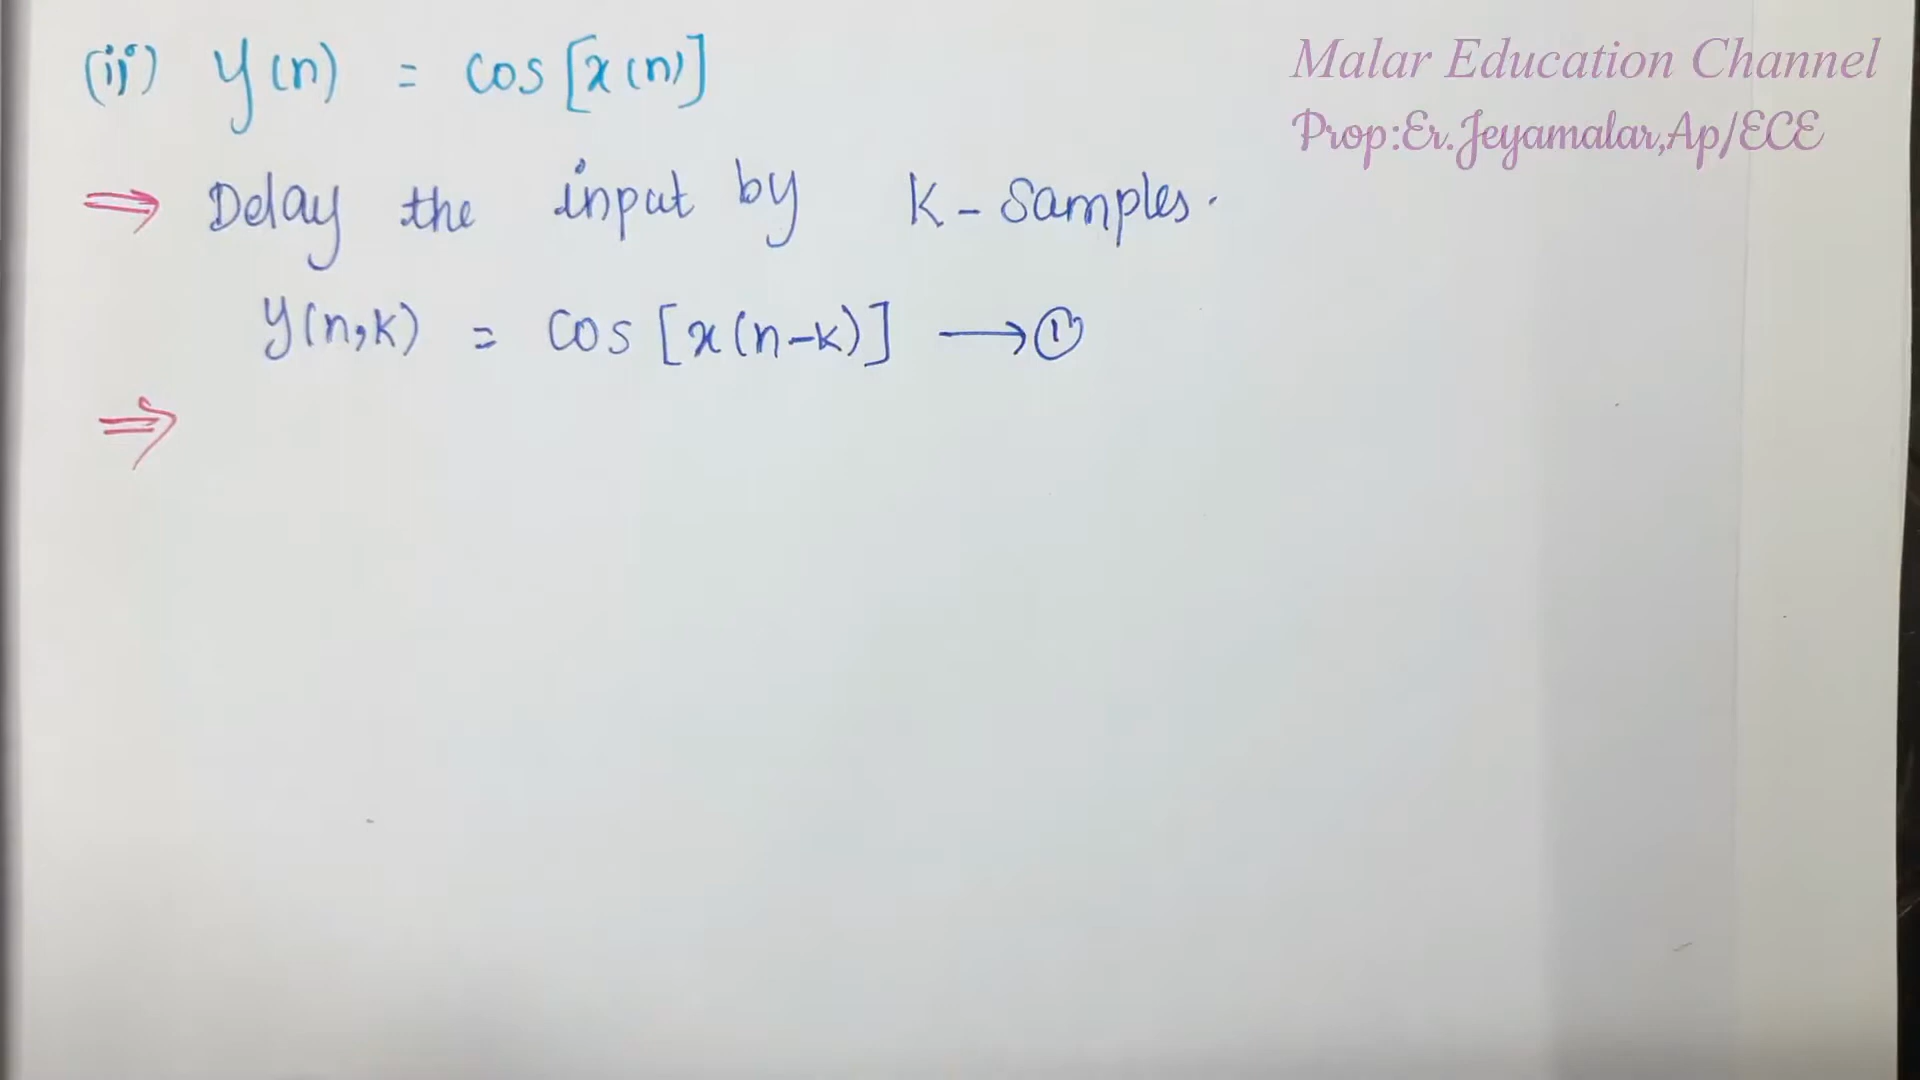 (ii) y(n) = cos[x(n)]
Malar Education Channel
Prop:Er.Jeyamalar,Ap/ECE
⇒ Delay the input by K-Samples.
y(n,k) = cos[x(n-k)] → ①
⇒